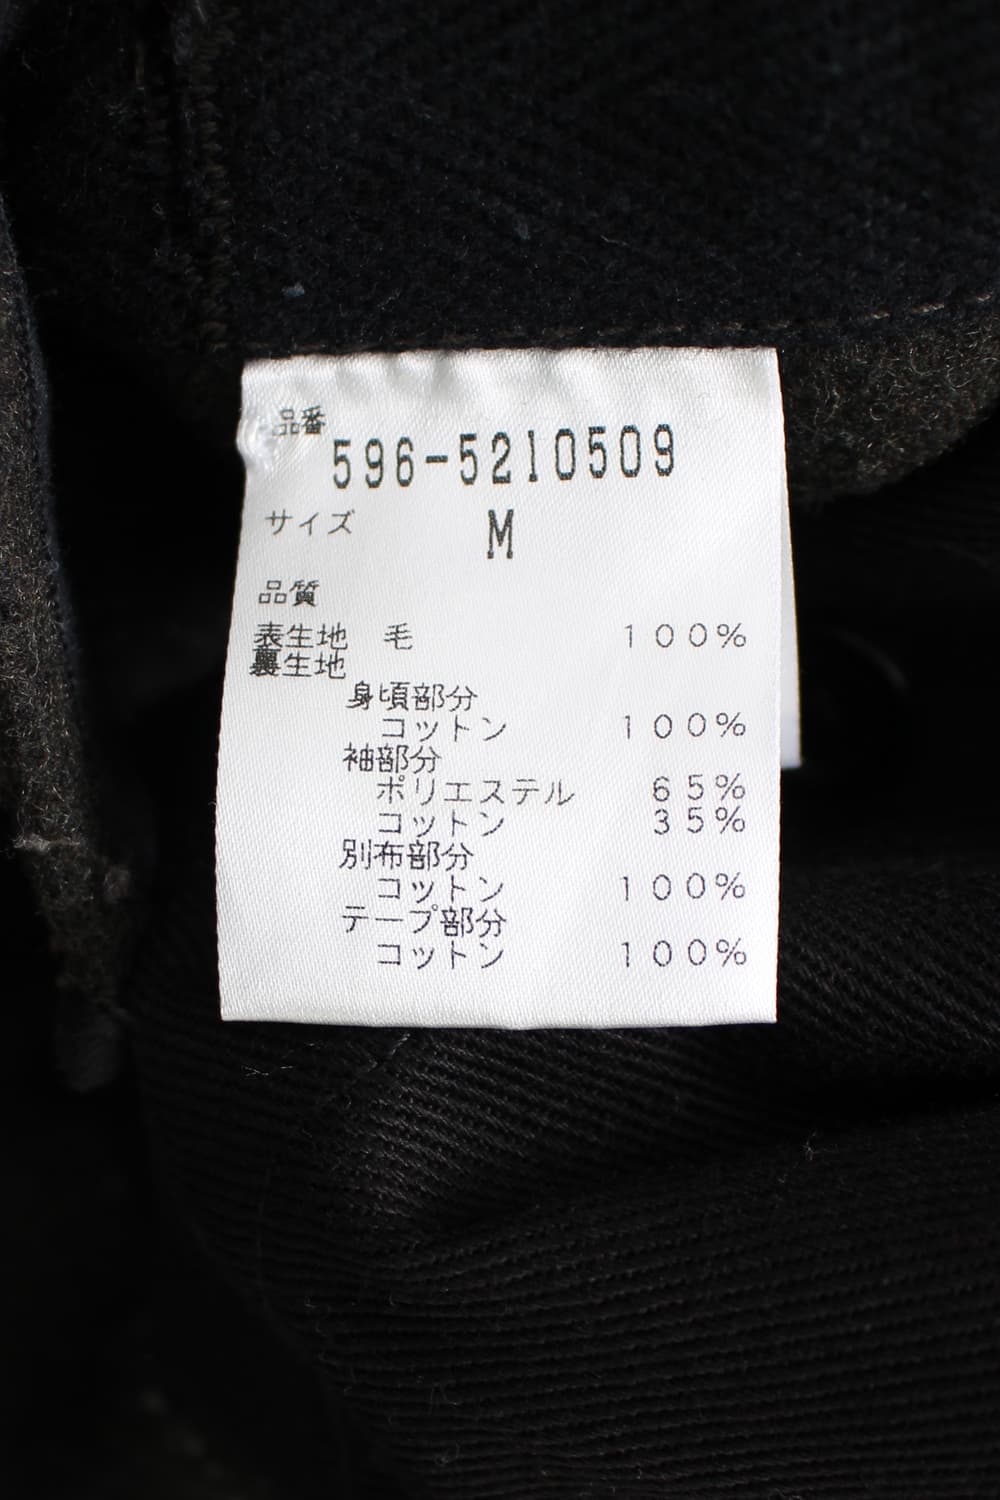 品番
596-5210509
サイズ M
品質
表生地 毛 100%
裏生地
身頃部分
コットン 100%
袖部分
ポリエステル 65%
コットン 35%
別布部分
コットン 100%
テープ部分
コットン 100%